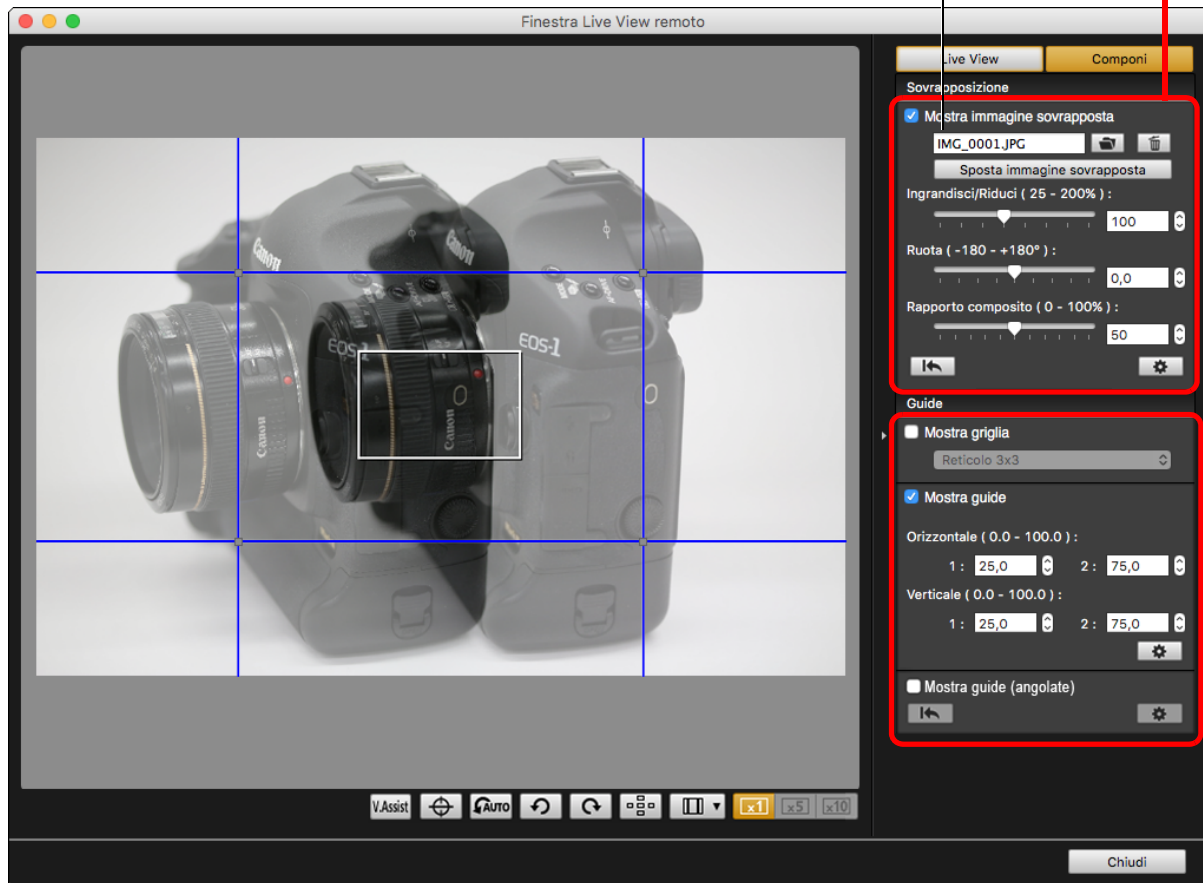 Finestra Live View remoto
Live View
Componi
Sovrapposizione
Mostra immagine sovrapposta
IMG_0001.JPG
Sposta immagine sovrapposta
Ingrandisci/Riduci ( 25 - 200% ) :
100
Ruota ( -180 - +180° ) :
0,0
Rapporto composito ( 0 - 100% ) :
50
Guide
Mostra griglia
Reticolo 3x3
Mostra guide
Orizzontale ( 0.0 - 100.0 ) :
1 : 25,0 2 : 75,0
Verticale ( 0.0 - 100.0 ) :
1 : 25,0 2 : 75,0
Mostra guide (angolate)
Canon
Canon
EOS-1
EOS-1
Canon
Canon
V.Assist
AUTO
x1 x5 x10
Chiudi